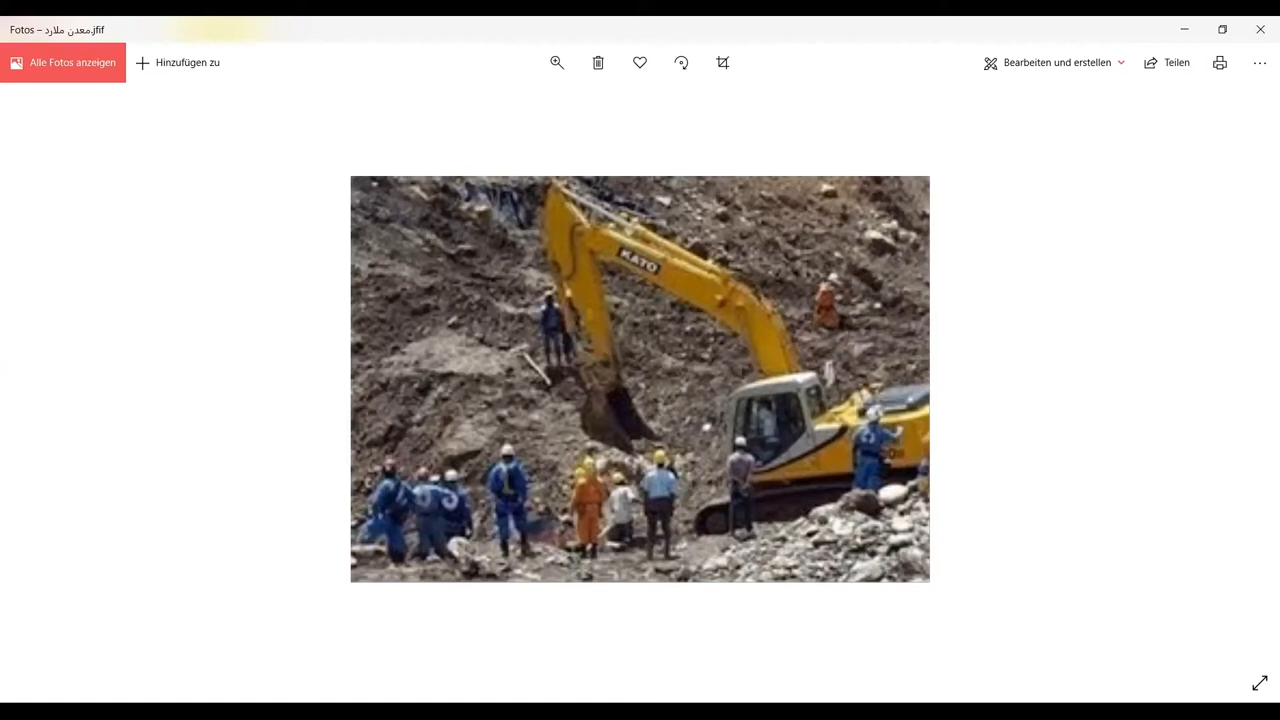 Fotos – معدن ملارد.jfif
Alle Fotos anzeigen
Hinzufügen zu
Bearbeiten und erstellen
Teilen
KATO